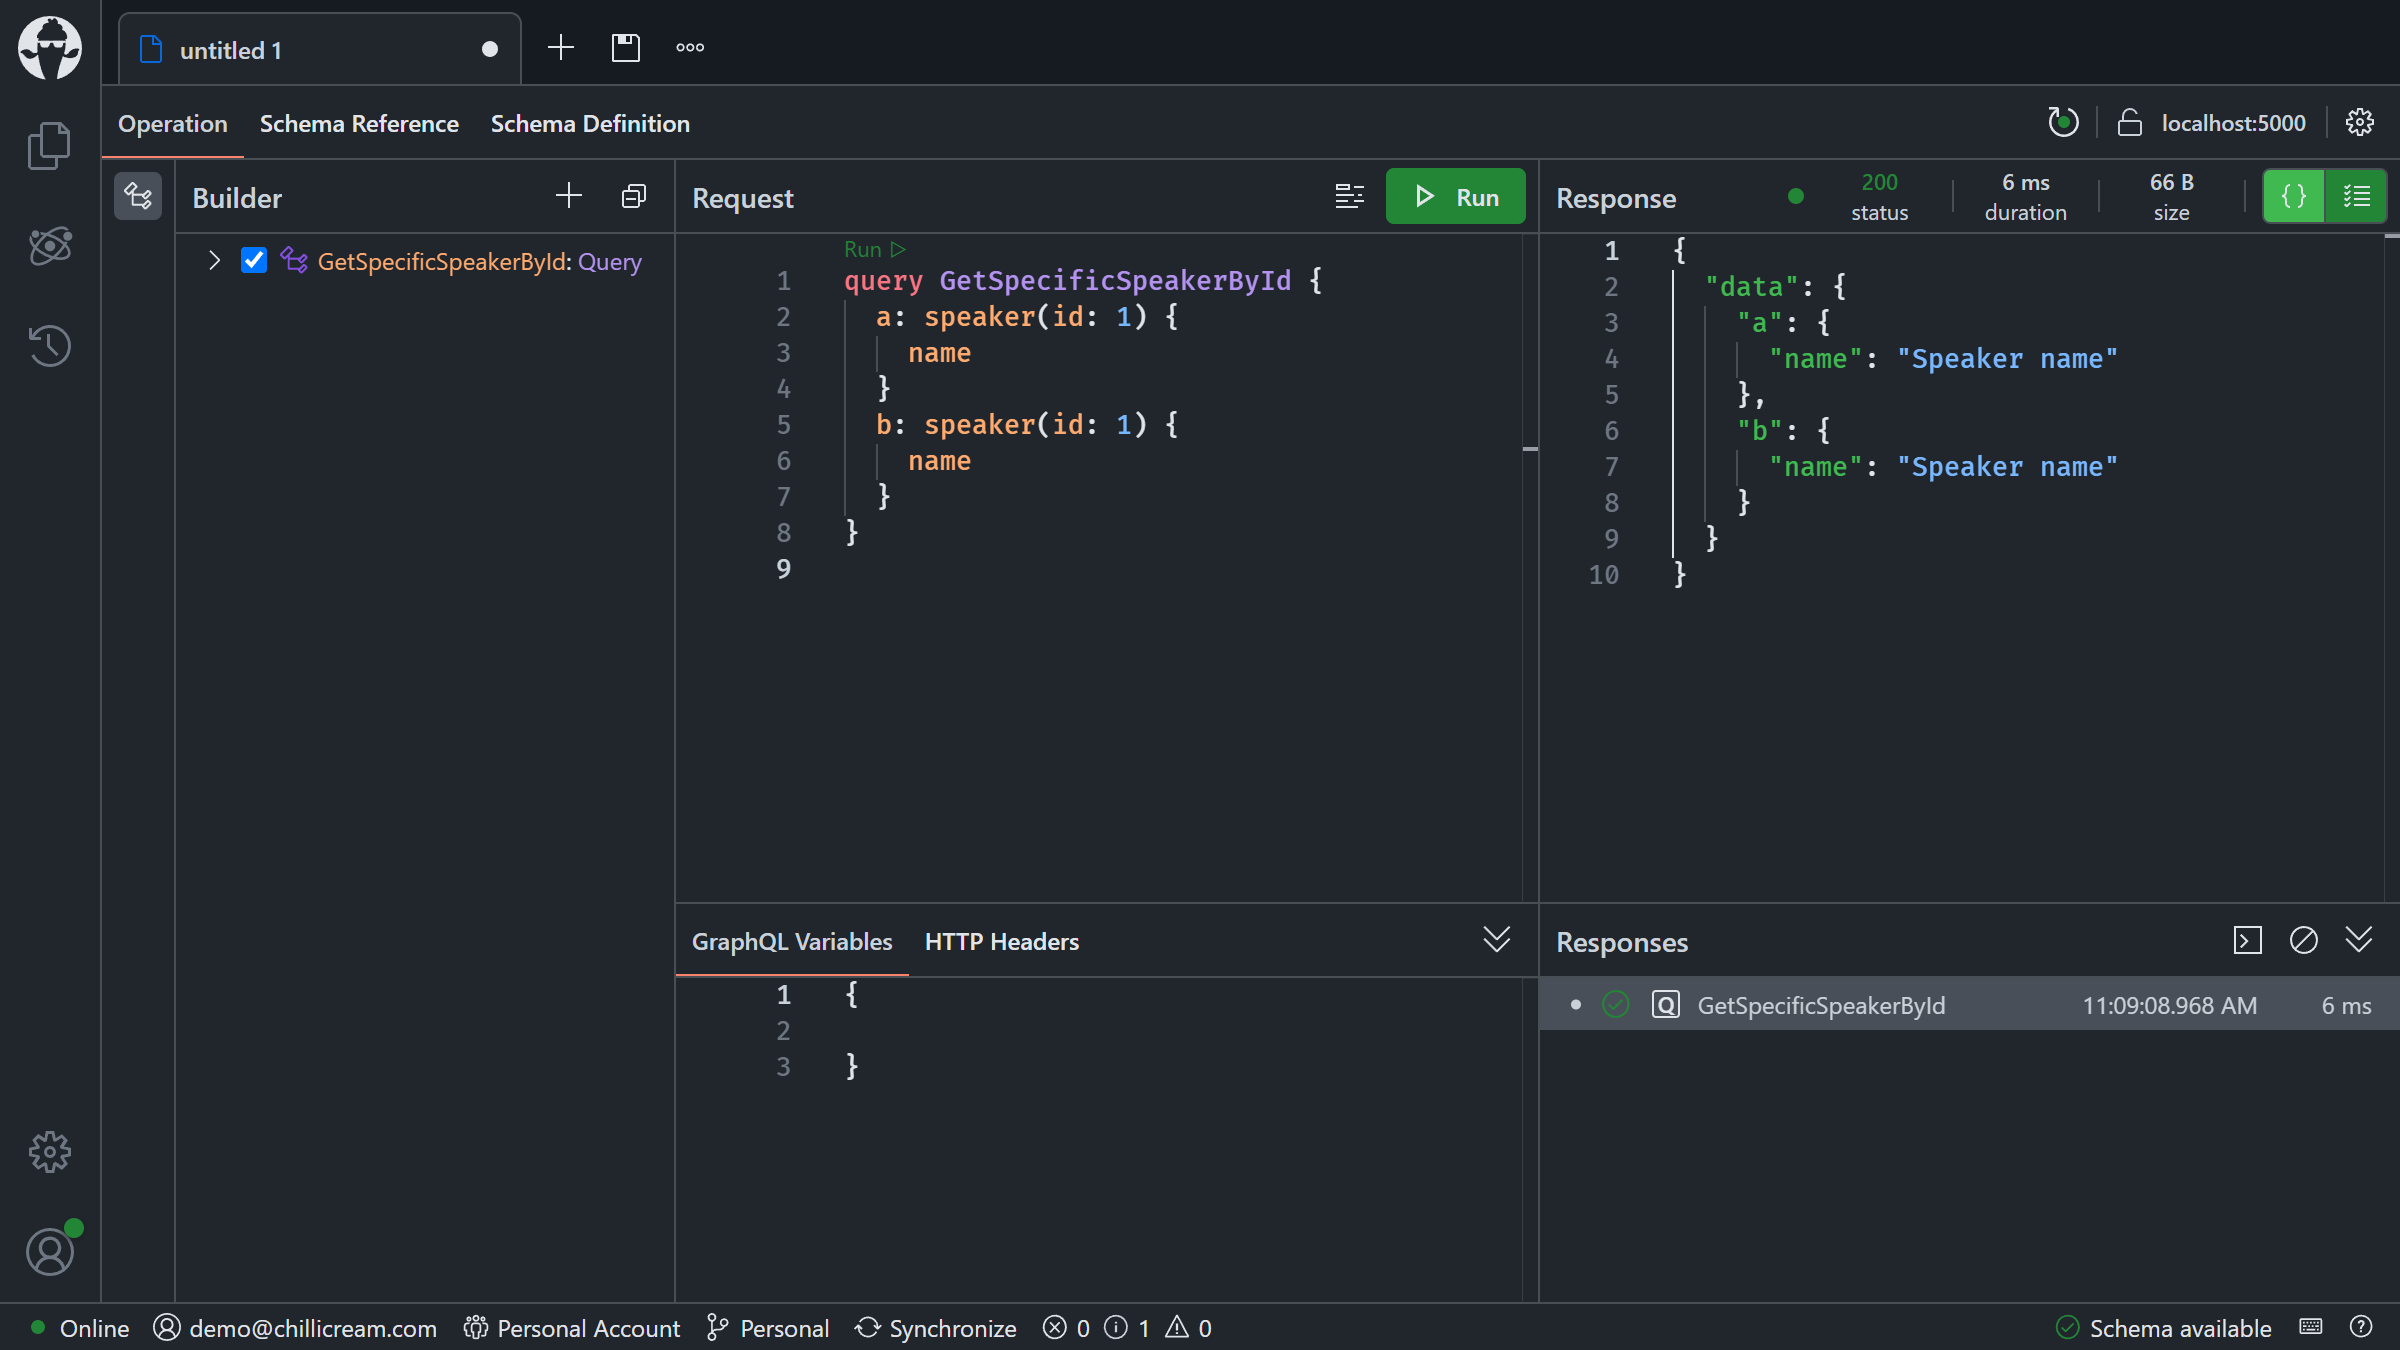 untitled 1
Operation Schema Reference Schema Definition
localhost:5000
Builder
GetSpecificSpeakerById: Query
Request
Run
Run
1 query GetSpecificSpeakerById {
2 a: speaker(id: 1) {
3 name
4 }
5 b: speaker(id: 1) {
6 name
7 }
8 }
9
GraphQL Variables HTTP Headers
1 {
2
3 }
Response
200 status
6 ms duration
66 B size
1 {
2 "data": {
3 "a": {
4 "name": "Speaker name"
5 },
6 "b": {
7 "name": "Speaker name"
8 }
9 }
10 }
Responses
Q GetSpecificSpeakerById 11:09:08.968 AM 6 ms
Online demo@chillicream.com Personal Account Personal Synchronize 0 1 0 Schema available